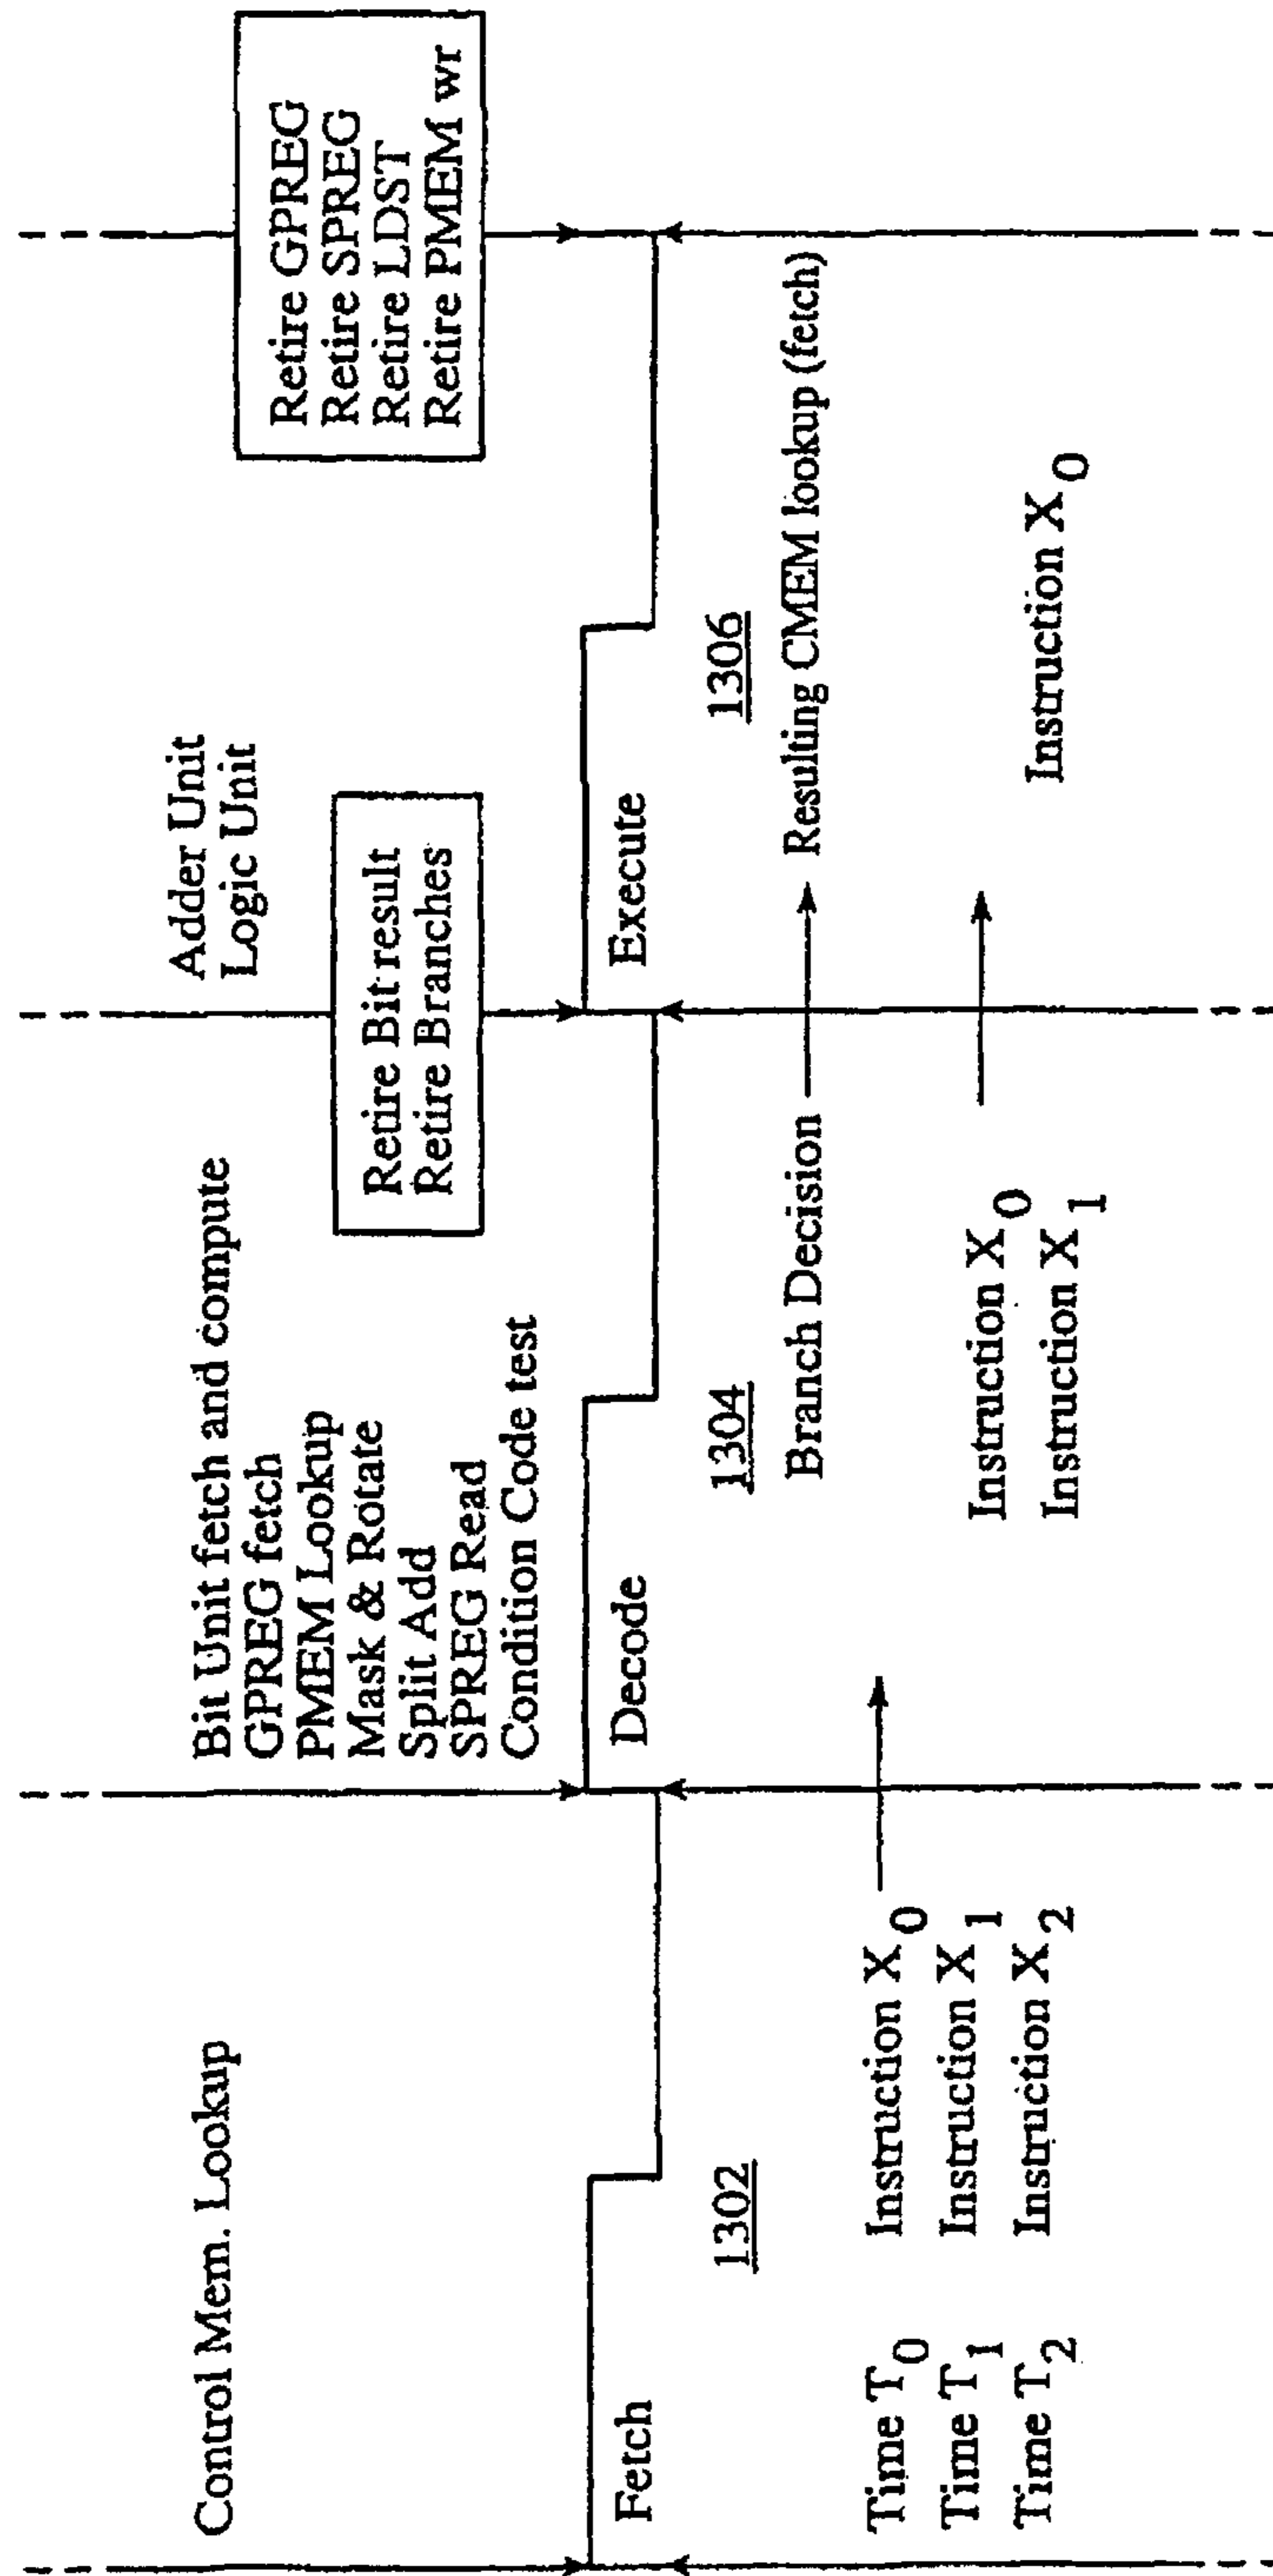 Control Mem. Lookup
Bit Unit fetch and compute
GPREG fetch
PMEM Lookup
Mask & Rotate
Split Add
SPREG Read
Condition Code test
Adder Unit
Logic Unit
Retire Bit result
Retire Branches
Retire GPREG
Retire SPREG
Retire LDST
Retire PMEM wr
Fetch
Decode
Execute
1302
1304
1306
Branch Decision
Resulting CMEM lookup (fetch)
Time T0 Instruction X0
Time T1 Instruction X1 Instruction X0
Time T2 Instruction X2 Instruction X1 Instruction X0